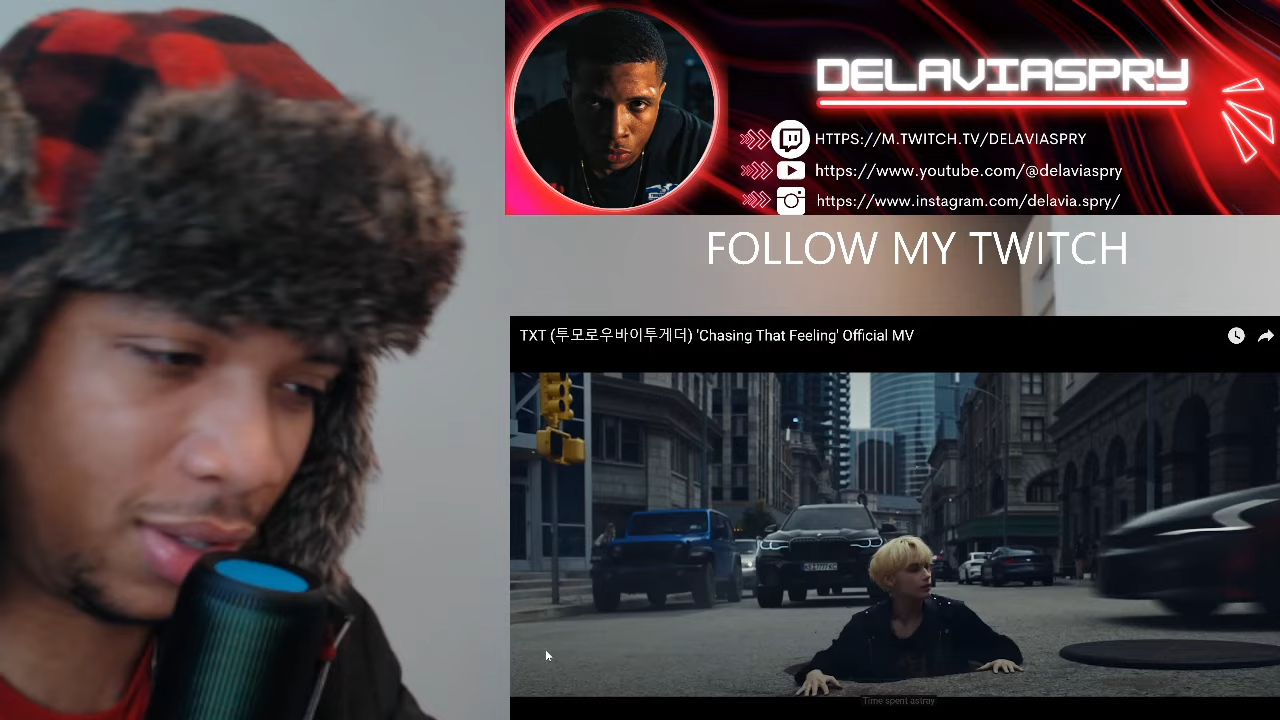 DELAVIASPRY
HTTPS://M.TWITCH.TV/DELAVIASPRY
https://www.youtube.com/@delaviaspry
https://www.instagram.com/delavia.spry/
FOLLOW MY TWITCH
TXT (투모로우바이투게더) 'Chasing That Feeling' Official MV
Time spent astray